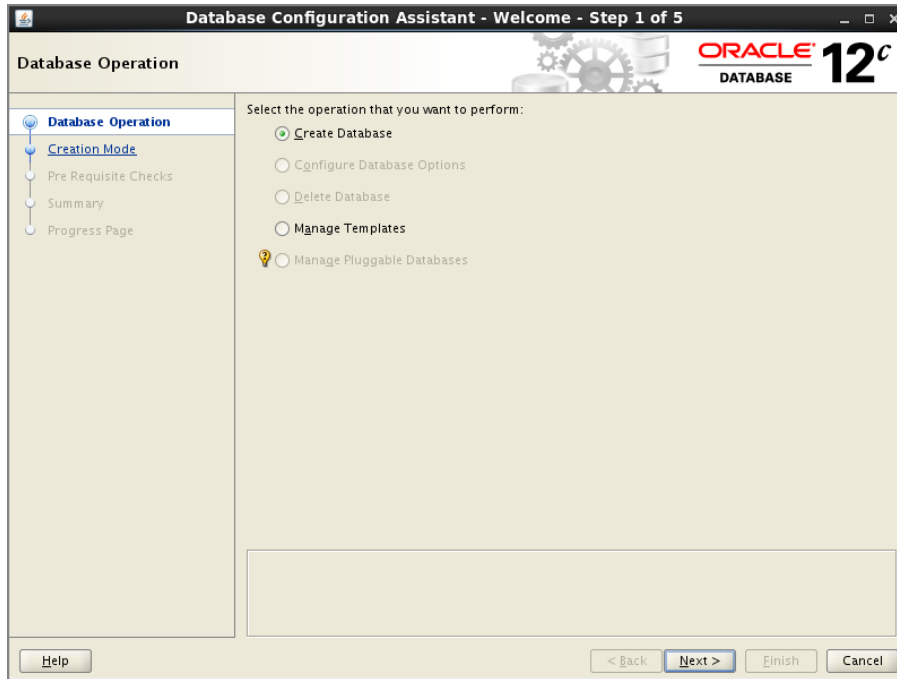 Database Configuration Assistant - Welcome - Step 1 of 5
Database Operation
ORACLE
DATABASE
12c
Database Operation
Creation Mode
Pre Requisite Checks
Summary
Progress Page
Select the operation that you want to perform:
Create Database
Configure Database Options
Delete Database
Manage Templates
Manage Pluggable Databases
Help
< Back
Next >
Finish
Cancel